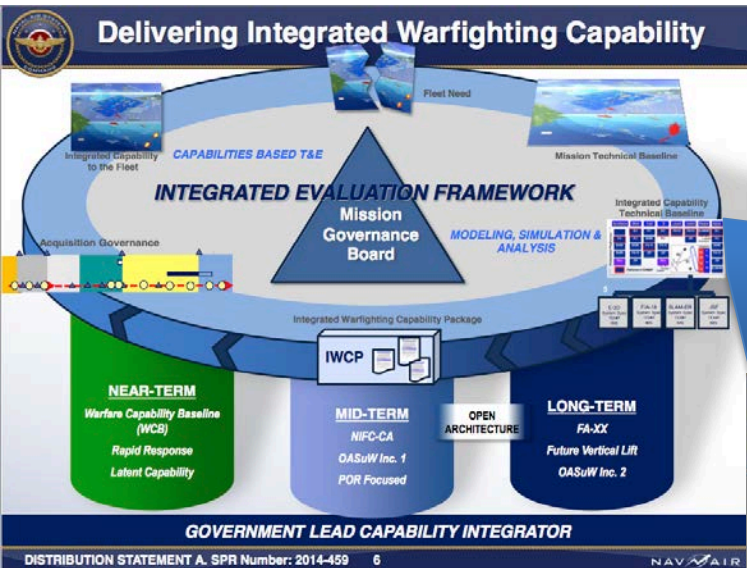 Delivering Integrated Warfighting Capability
Fleet Need
Integrated Capability
to the Fleet
CAPABILITIES BASED T&E
Mission Technical Baseline
INTEGRATED EVALUATION FRAMEWORK
Mission
Governance
Board
Integrated Capability
Technical Baseline
MODELING, SIMULATION &
ANALYSIS
Acquisition Governance
Integrated Warfighting Capability Package
IWCP
NEAR-TERM
Warfare Capability Baseline
(WCB)
Rapid Response
Latent Capability
MID-TERM
NIFC-CA
OASuW Inc. 1
POR Focused
OPEN
ARCHITECTURE
LONG-TERM
FA-XX
Future Vertical Lift
OASuW Inc. 2
GOVERNMENT LEAD CAPABILITY INTEGRATOR
DISTRIBUTION STATEMENT A. SPR Number: 2014-459 6
NAVAIR